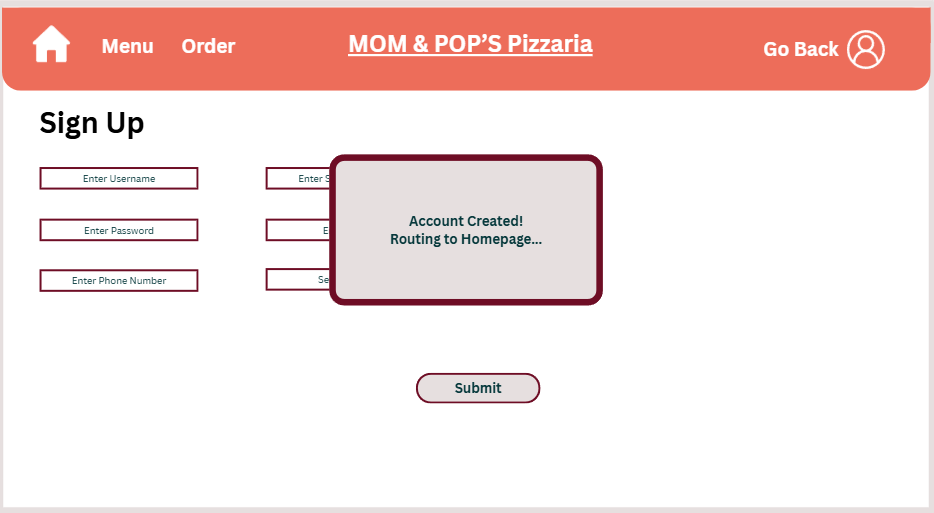 Menu Order MOM & POP’S Pizzaria Go Back
Sign Up
Enter Username
Enter
Enter Password
Enter Phone Number
Account Created!
Routing to Homepage...
Submit